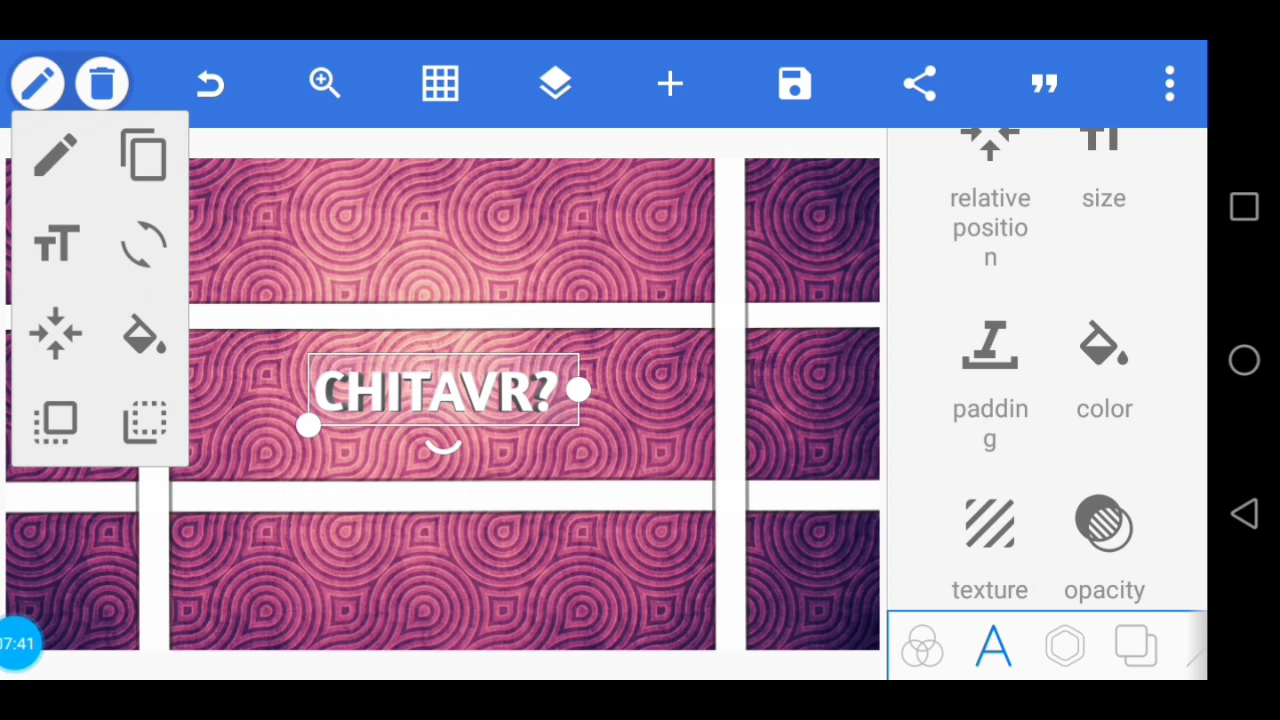 relative
positio
n
size
CHITAVR?
paddin
g
color
texture
opacity
07:41